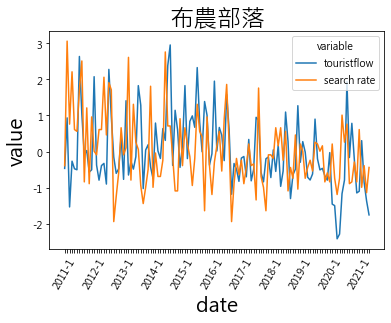 布農部落
variable
touristflow
search rate
value
3
2
1
0
-1
-2
2011-1
2012-1
2013-1
2014-1
2015-1
2016-1
2017-1
2018-1
2019-1
2020-1
2021-1
date